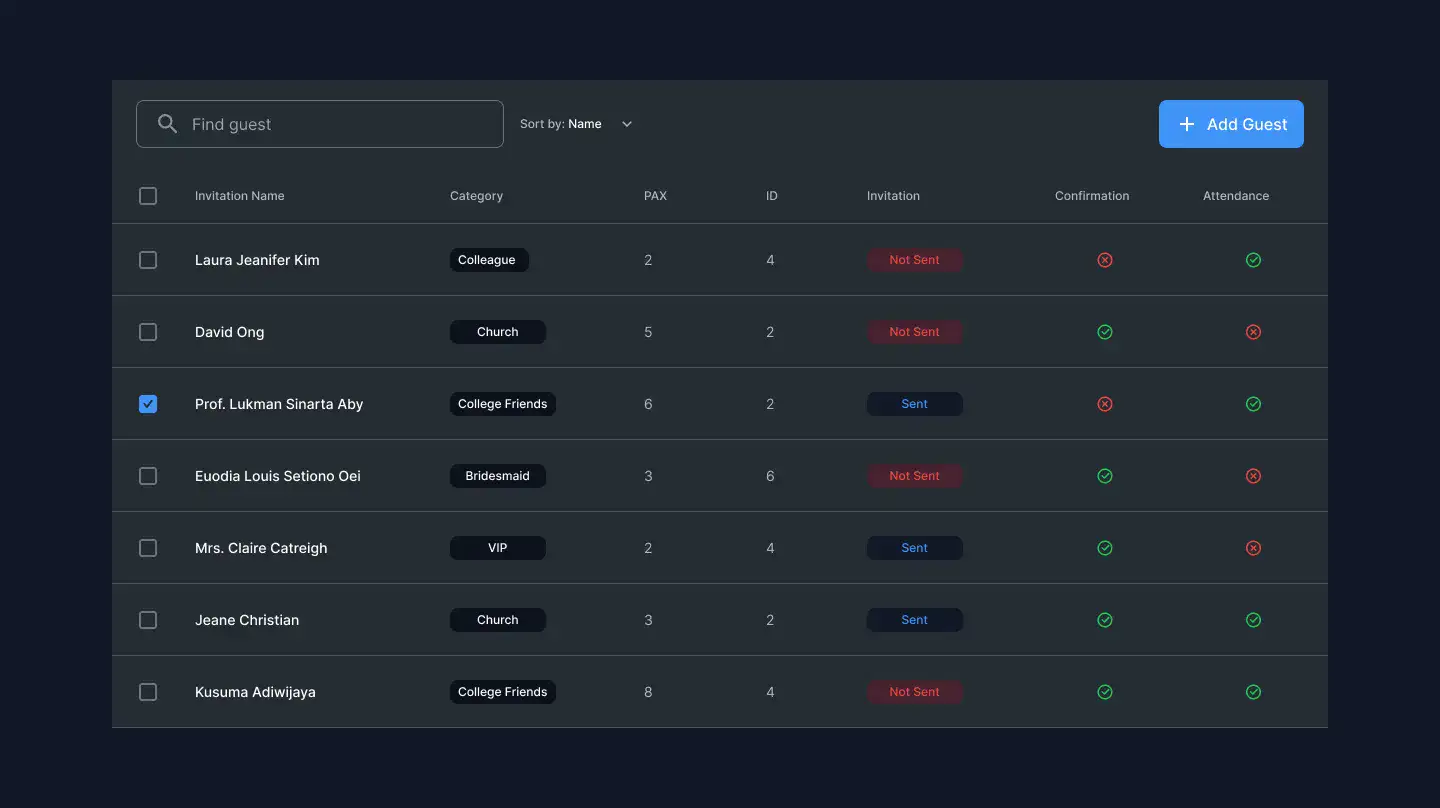 Find guest
Sort by: Name
+ Add Guest
Invitation Name Category PAX ID Invitation Confirmation Attendance
Laura Jeanifer Kim Colleague 2 4 Not Sent
David Ong Church 5 2 Not Sent
Prof. Lukman Sinarta Aby College Friends 6 2 Sent
Euodia Louis Setiono Oei Bridesmaid 3 6 Not Sent
Mrs. Claire Catreigh VIP 2 4 Sent
Jeane Christian Church 3 2 Sent
Kusuma Adiwijaya College Friends 8 4 Not Sent